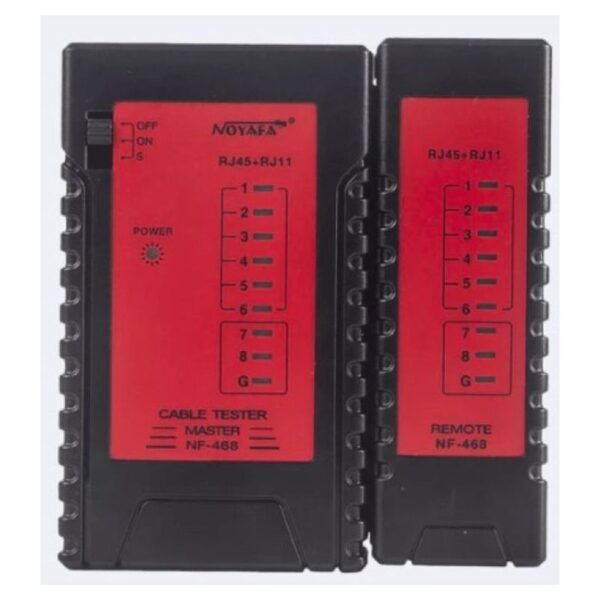 OFF
ON
S
NOYAFA®
RJ45+RJ11
1
2
3
4
5
6
7
8
G
POWER
CABLE TESTER
MASTER
NF-468
RJ45+RJ11
1
2
3
4
5
6
7
8
G
REMOTE
NF-468